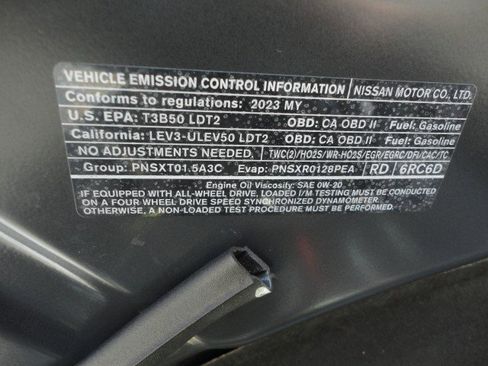 VEHICLE EMISSION CONTROL INFORMATION NISSAN MOTOR CO., LTD.
Conforms to regulations: 2023 MY
U.S. EPA: T3B50 LDT2 OBD: CA OBD II Fuel: Gasoline
California: LEV3-ULEV50 LDT2 OBD: CA OBD II Fuel: Gasoline
NO ADJUSTMENTS NEEDED. TWC(2)/HO2S/WR-HO2S/EGR/EGRC/DFI/CAC/TC
Group: PNSXT01.5A3C Evap: PNSXR0128PEA RD 6RC6D
Engine Oil Viscosity: SAE 0W-20
IF EQUIPPED WITH ALL-WHEEL DRIVE, LOADED I/M TESTING MUST BE CONDUCTED
ON A FOUR WHEEL DRIVE SPEED SYNCHRONIZED DYNAMOMETER.
OTHERWISE, A NON-LOADED TEST PROCEDURE MUST BE PERFORMED.